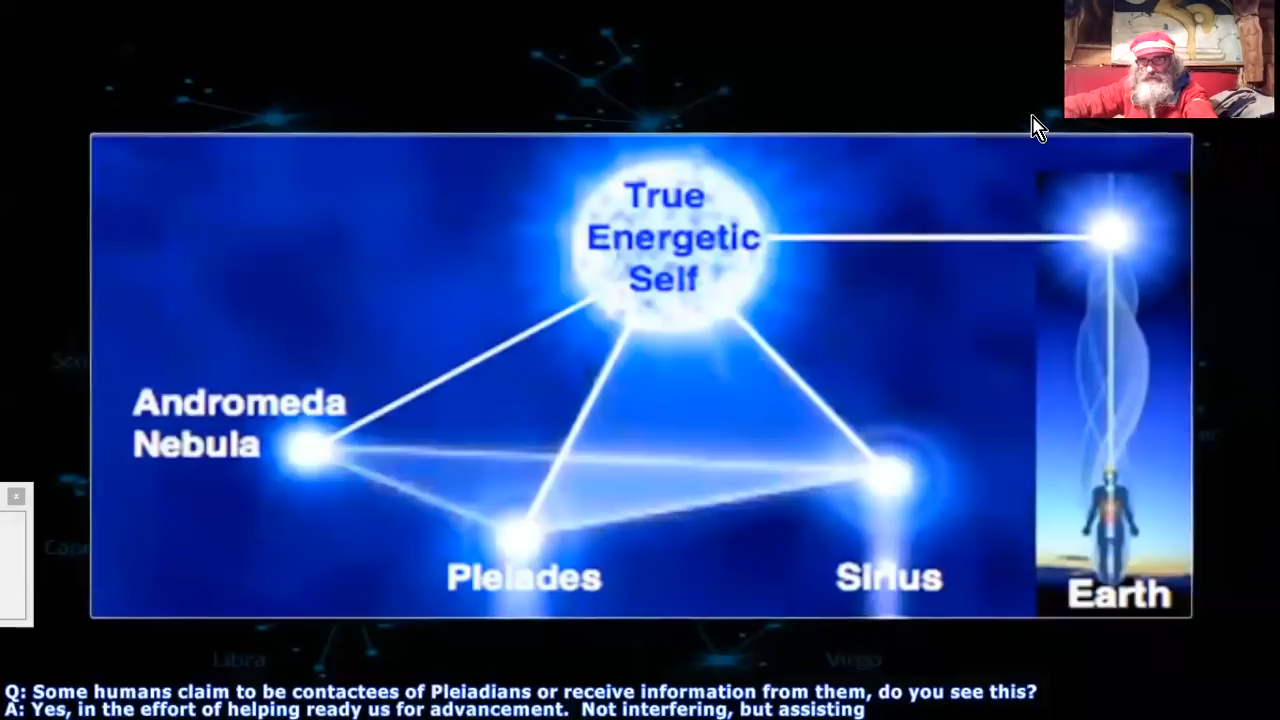 True
Energetic
Self
Andromeda
Nebula
Pleiades
Sirius
Earth
Libra
Virgo
Q: Some humans claim to be contactees of Pleiadians or receive information from them, do you see this?
A: Yes, in the effort of helping ready us for advancement.  Not interfering, but assisting